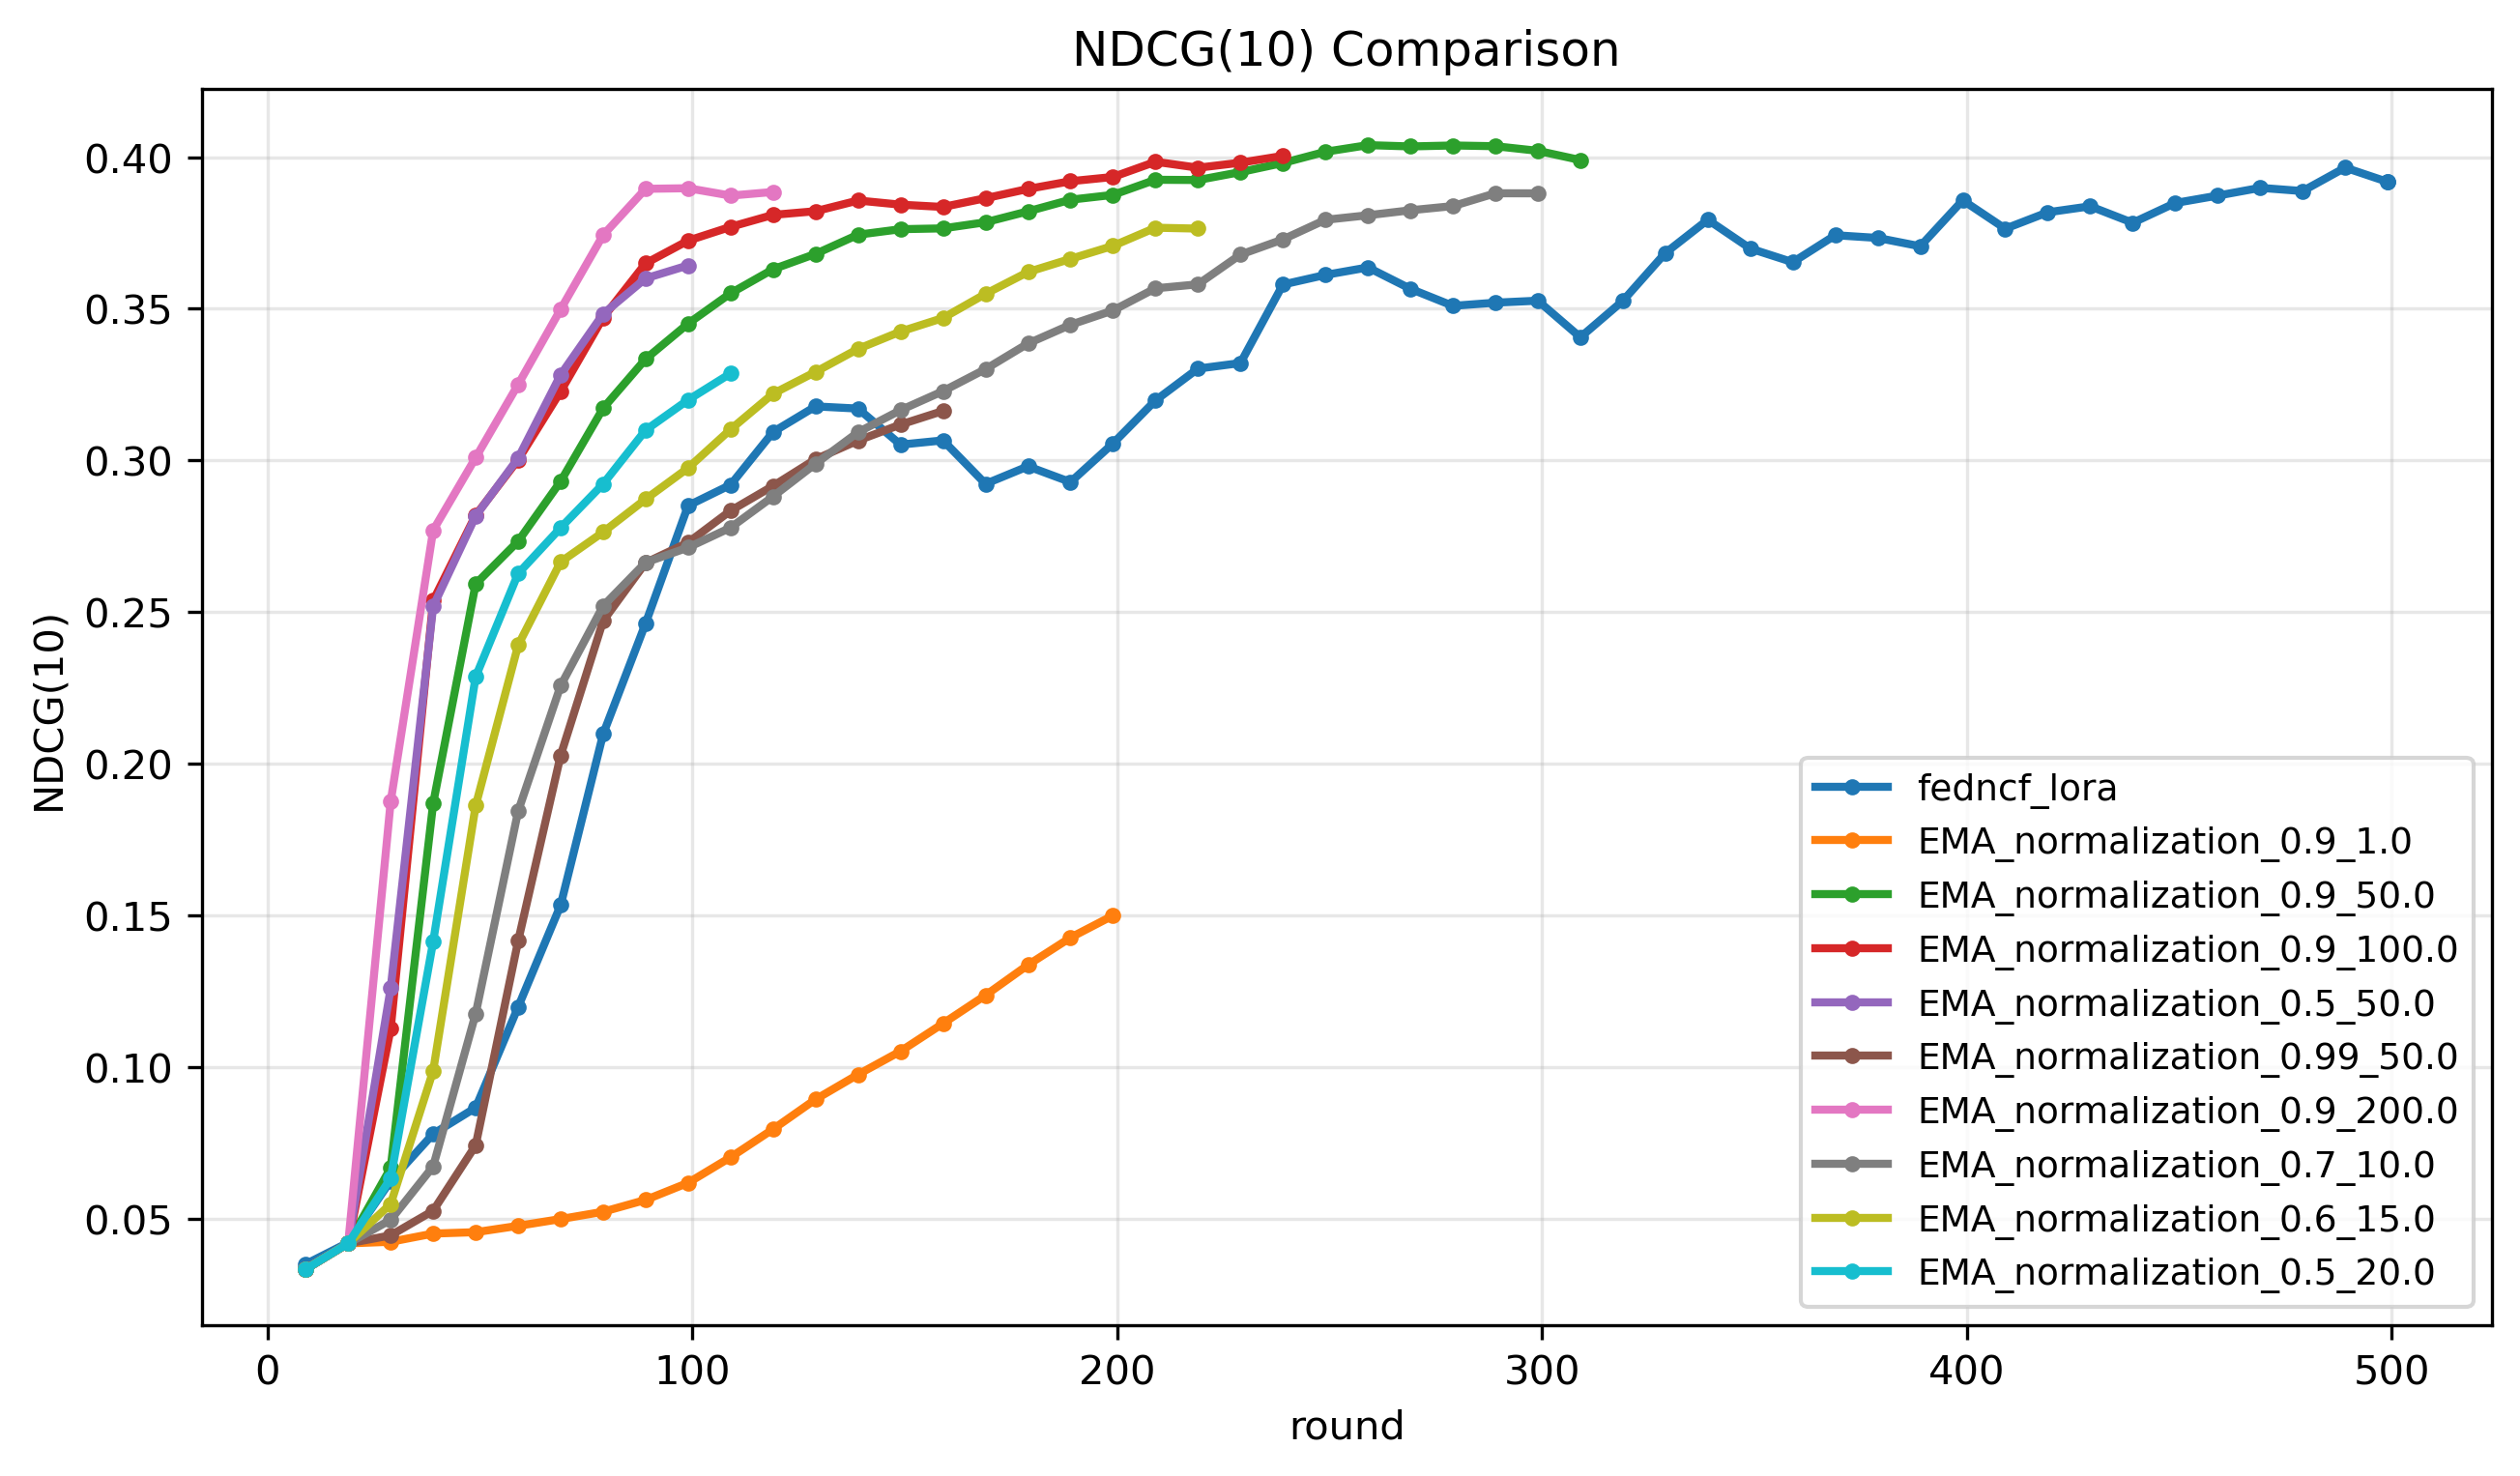 NDCG(10) Comparison
NDCG(10)
0.40
0.35
0.30
0.25
0.20
0.15
0.10
0.05
0
100
200
300
400
500
round
fedncf_lora
EMA_normalization_0.9_1.0
EMA_normalization_0.9_50.0
EMA_normalization_0.9_100.0
EMA_normalization_0.5_50.0
EMA_normalization_0.99_50.0
EMA_normalization_0.9_200.0
EMA_normalization_0.7_10.0
EMA_normalization_0.6_15.0
EMA_normalization_0.5_20.0